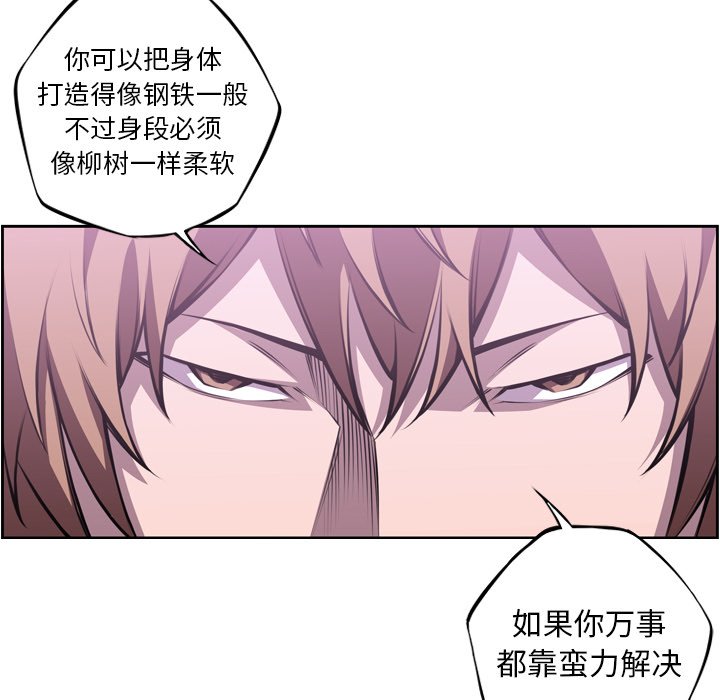 你可以把身体
打造得像钢铁一般
不过身段必须
像柳树一样柔软
如果你万事
都靠蛮力解决